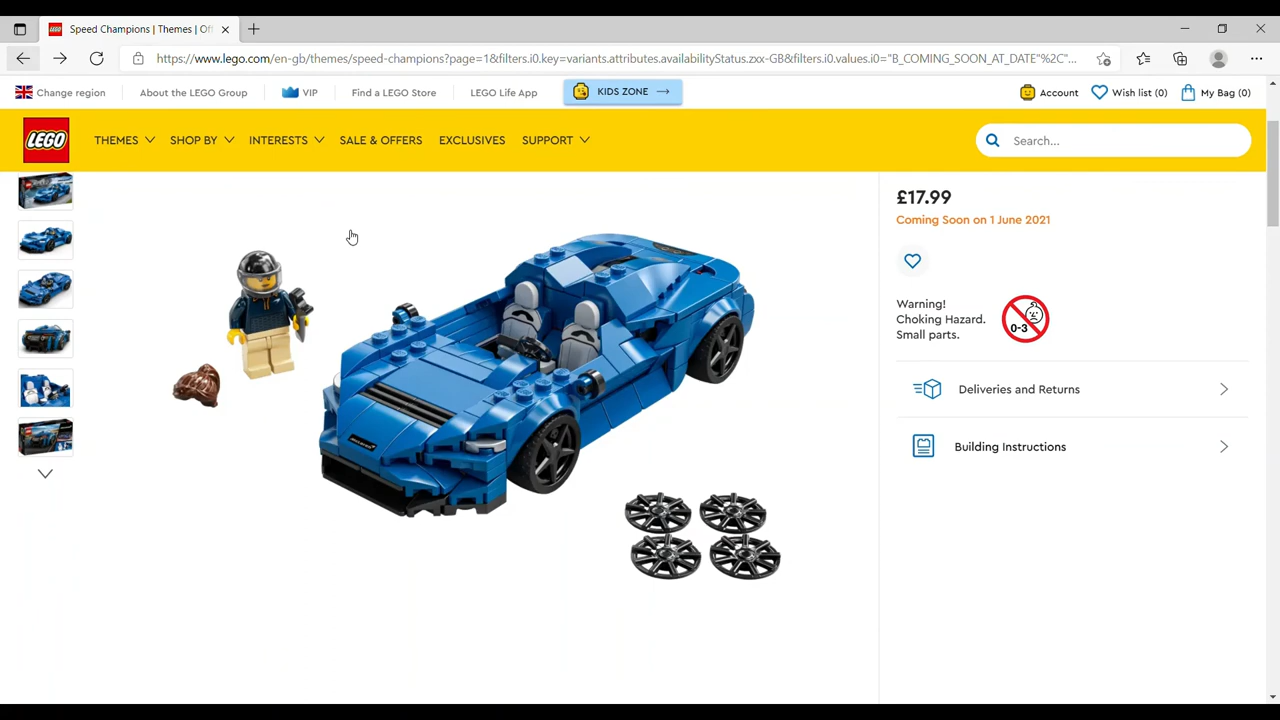 Speed Champions | Themes | Of
https://www.lego.com/en-gb/themes/speed-champions?page=1&filters.i0.key=variants.attributes.availabilityStatus.zxx-GB&filters.i0.values.i0="B_COMING_SOON_AT_DATE"%2C"...
Change region
About the LEGO Group
VIP
Find a LEGO Store
LEGO Life App
KIDS ZONE
Account
Wish list (0)
My Bag (0)
LEGO
THEMES
SHOP BY
INTERESTS
SALE & OFFERS
EXCLUSIVES
SUPPORT
Search...
£17.99
Coming Soon on 1 June 2021
Warning!
Choking Hazard.
Small parts.
0-3
Deliveries and Returns
Building Instructions